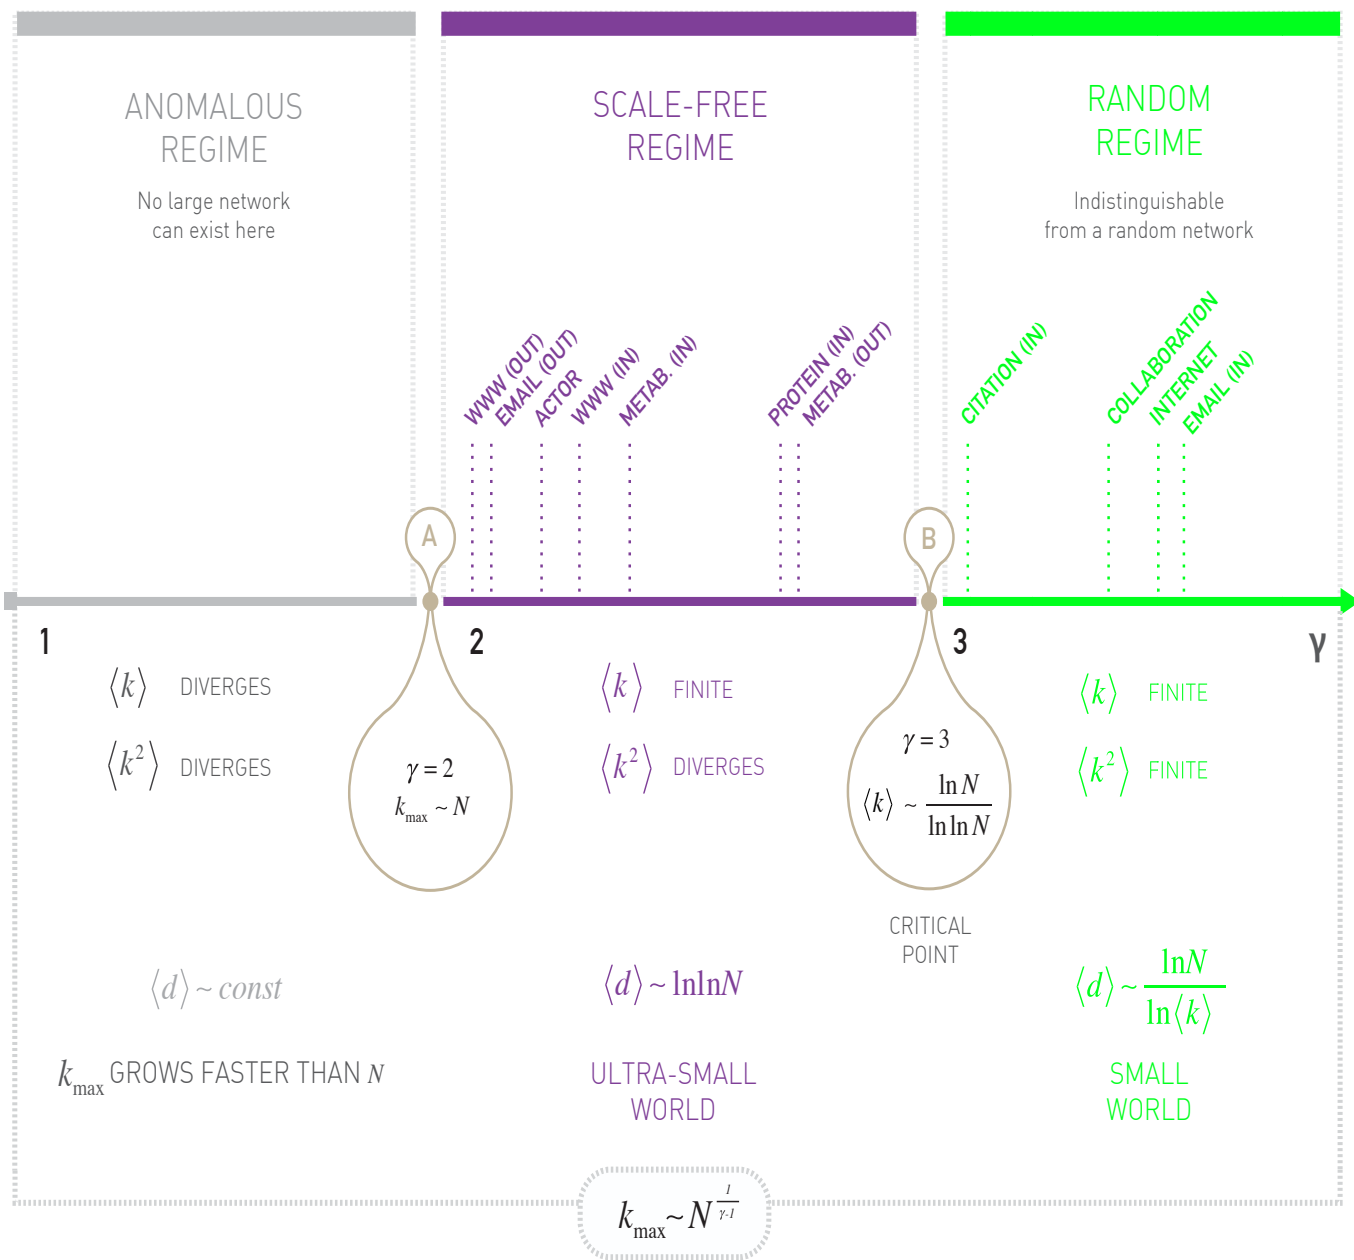 ANOMALOUS
REGIME
No large network
can exist here
SCALE-FREE
REGIME
RANDOM
REGIME
Indistinguishable
from a random network
WWW (OUT)
EMAIL (OUT)
ACTOR
WWW (IN)
METAB. (IN)
PROTEIN (IN)
METAB. (OUT)
CITATION (IN)
COLLABORATION
INTERNET
EMAIL (IN)
A
B
1
2
3
γ
⟨k⟩ DIVERGES
⟨k²⟩ DIVERGES
γ = 2
k_max ~ N
⟨k⟩ FINITE
⟨k²⟩ DIVERGES
γ = 3
⟨k⟩ ~ ln N / ln ln N
CRITICAL
POINT
⟨k⟩ FINITE
⟨k²⟩ FINITE
⟨d⟩ ~ const
k_max GROWS FASTER THAN N
⟨d⟩ ~ lnlnN
ULTRA-SMALL
WORLD
⟨d⟩ ~ lnN / ln⟨k⟩
SMALL
WORLD
k_max ~ N^(1/(γ-1))